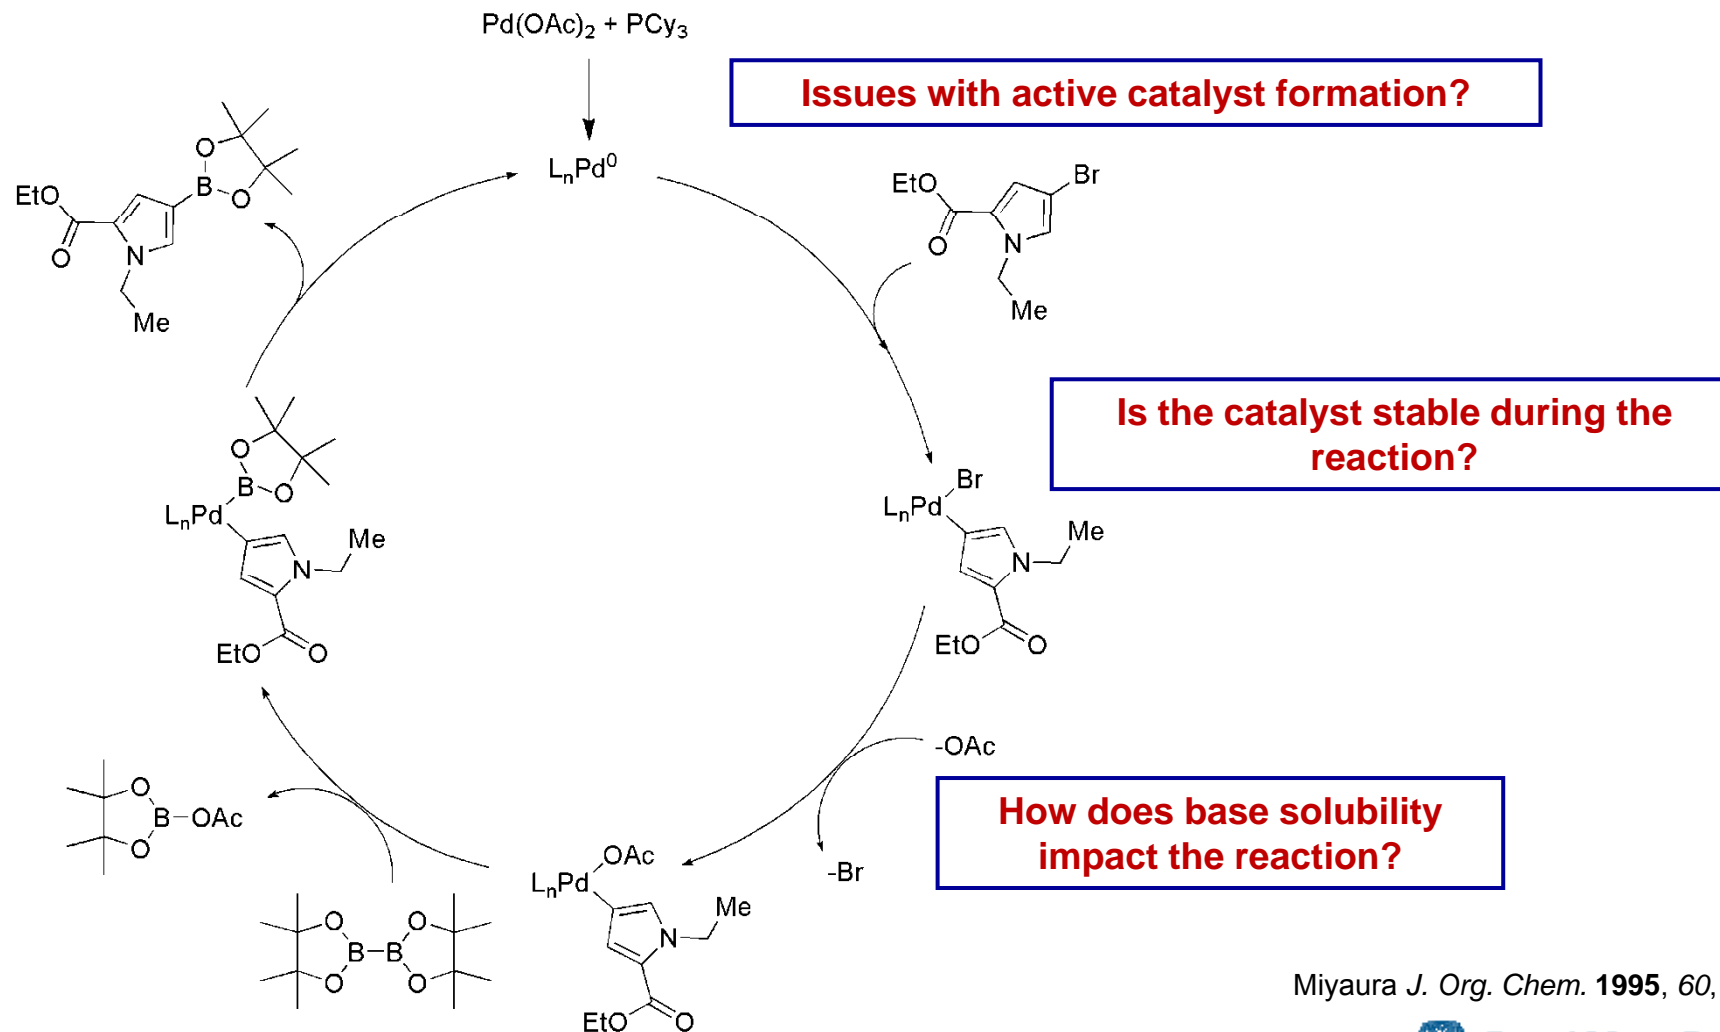 Pd(OAc)₂ + PCy₃
Issues with active catalyst formation?
LₙPd⁰
O
B
O
EtO
O
N
Me
Br
EtO
O
N
Me
Is the catalyst stable during the
reaction?
O
B
O
LₙPd
Me
N
EtO
O
Br
LₙPd
Me
N
EtO
O
-OAc
How does base solubility
impact the reaction?
-Br
O
B-OAc
O
OAc
LₙPd
Me
N
EtO
O
O O
B-B
O O
Miyaura J. Org. Chem. 1995, 60,